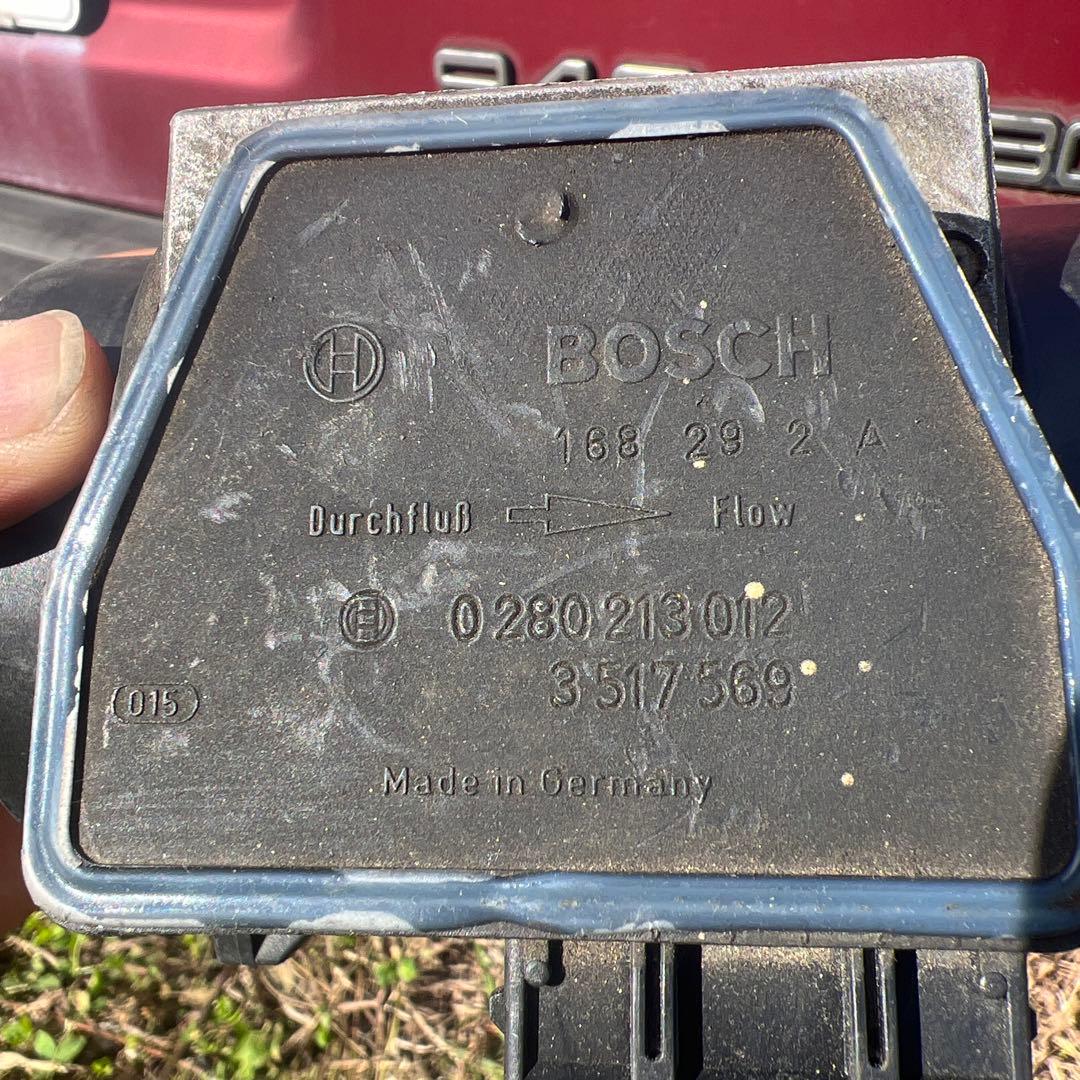 BOSCH
168 29 2 A
Durchfluß Flow
0 280 213 012
3 517 569
015
Made in Germany